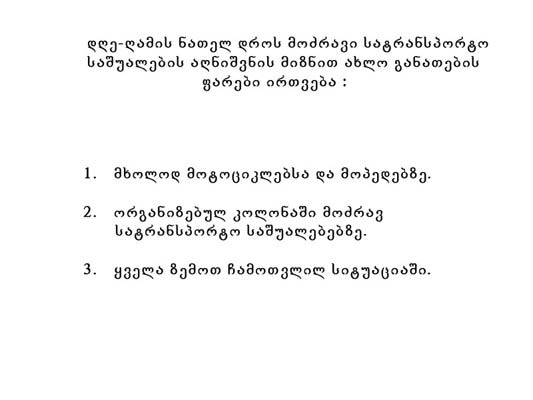 დღე-ღამის ნათელ დროს მოძრავი სატრანსპორტო
საშუალების აღნიშვნის მიზნით ახლო განათების
ფარები ირთვება :
1. მხოლოდ მოტოციკლებსა და მოპედებზე.
2. ორგანიზებულ კოლონაში მოძრავ
სატრანსპორტო საშუალებებზე.
3. ყველა ზემოთ ჩამოთვლილ სიტუაციაში.